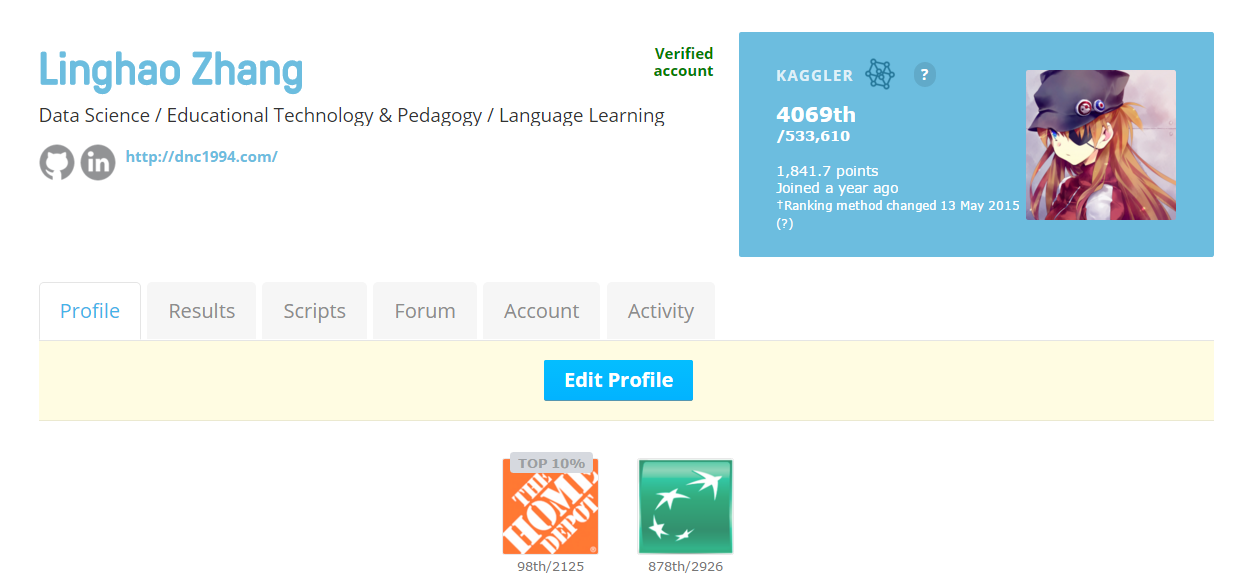 Linghao Zhang
Verified
account
Data Science / Educational Technology & Pedagogy / Language Learning
in
http://dnc1994.com/
KAGGLER
?
4069th
/533,610
1,841.7 points
Joined a year ago
†Ranking method changed 13 May 2015
(?)
Profile
Results
Scripts
Forum
Account
Activity
Edit Profile
TOP 10%
THE
HOME
DEPOT
®
98th/2125
878th/2926